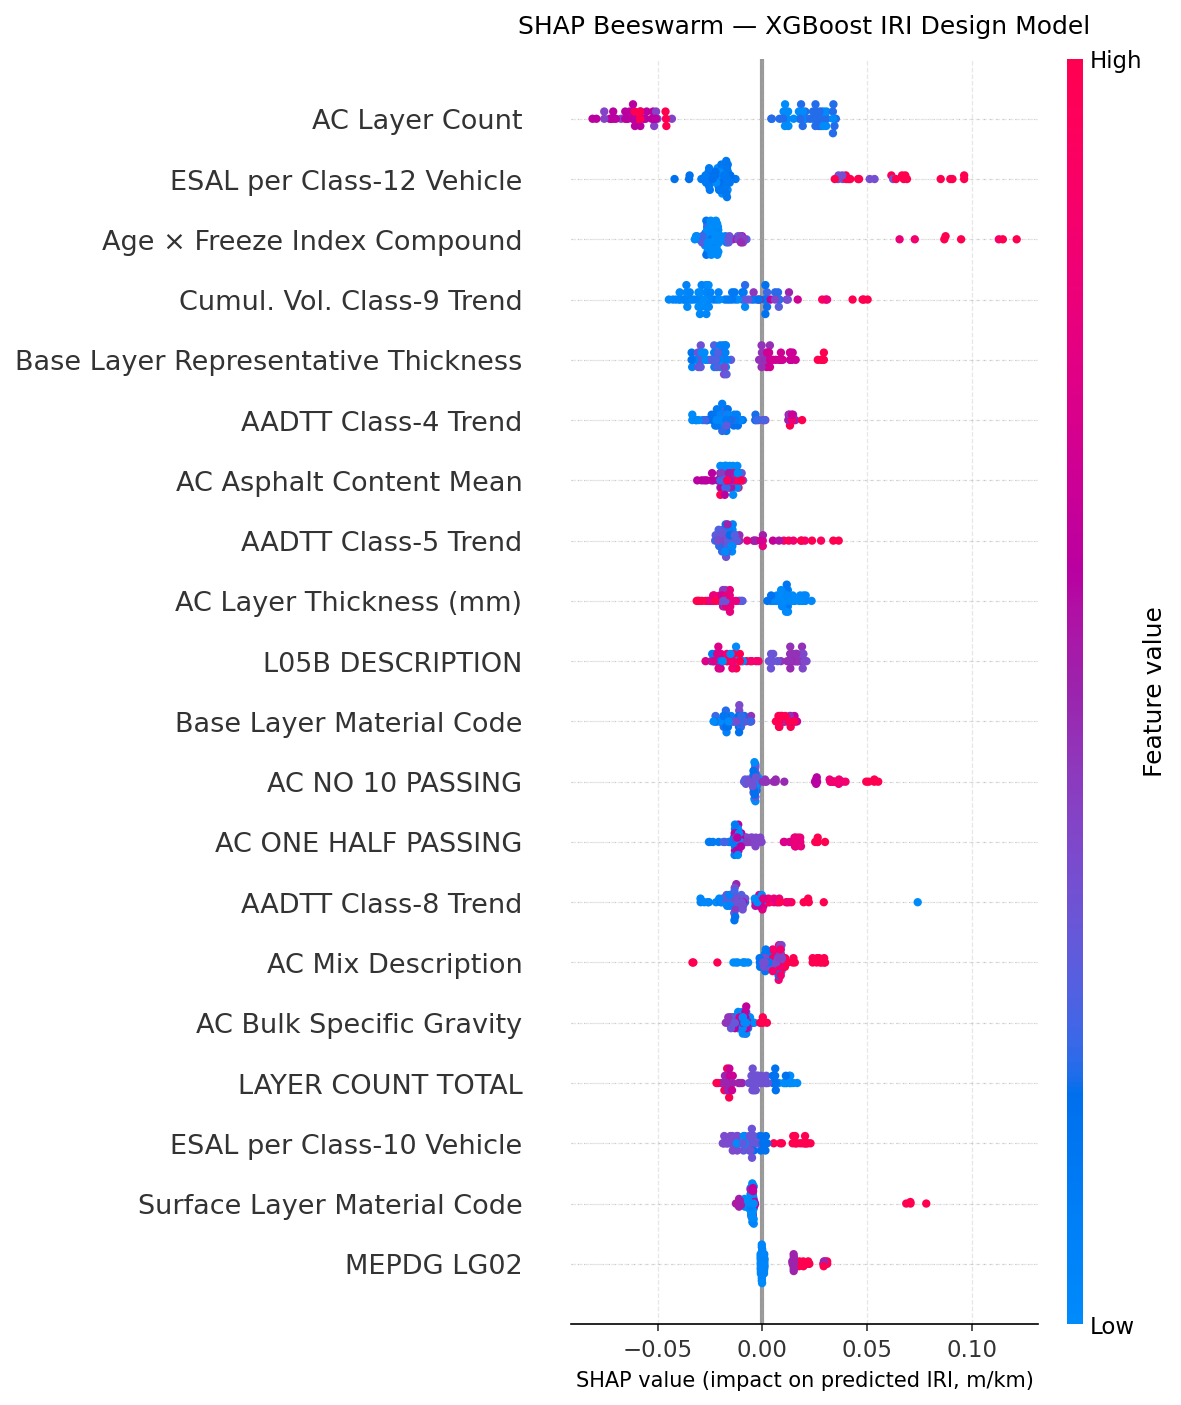 SHAP Beeswarm — XGBoost IRI Design Model
High
AC Layer Count
ESAL per Class-12 Vehicle
Age × Freeze Index Compound
Cumul. Vol. Class-9 Trend
Base Layer Representative Thickness
AADTT Class-4 Trend
AC Asphalt Content Mean
AADTT Class-5 Trend
AC Layer Thickness (mm)
L05B DESCRIPTION
Base Layer Material Code
AC NO 10 PASSING
AC ONE HALF PASSING
AADTT Class-8 Trend
AC Mix Description
AC Bulk Specific Gravity
LAYER COUNT TOTAL
ESAL per Class-10 Vehicle
Surface Layer Material Code
MEPDG LG02
Feature value
Low
−0.05 0.00 0.05 0.10
SHAP value (impact on predicted IRI, m/km)